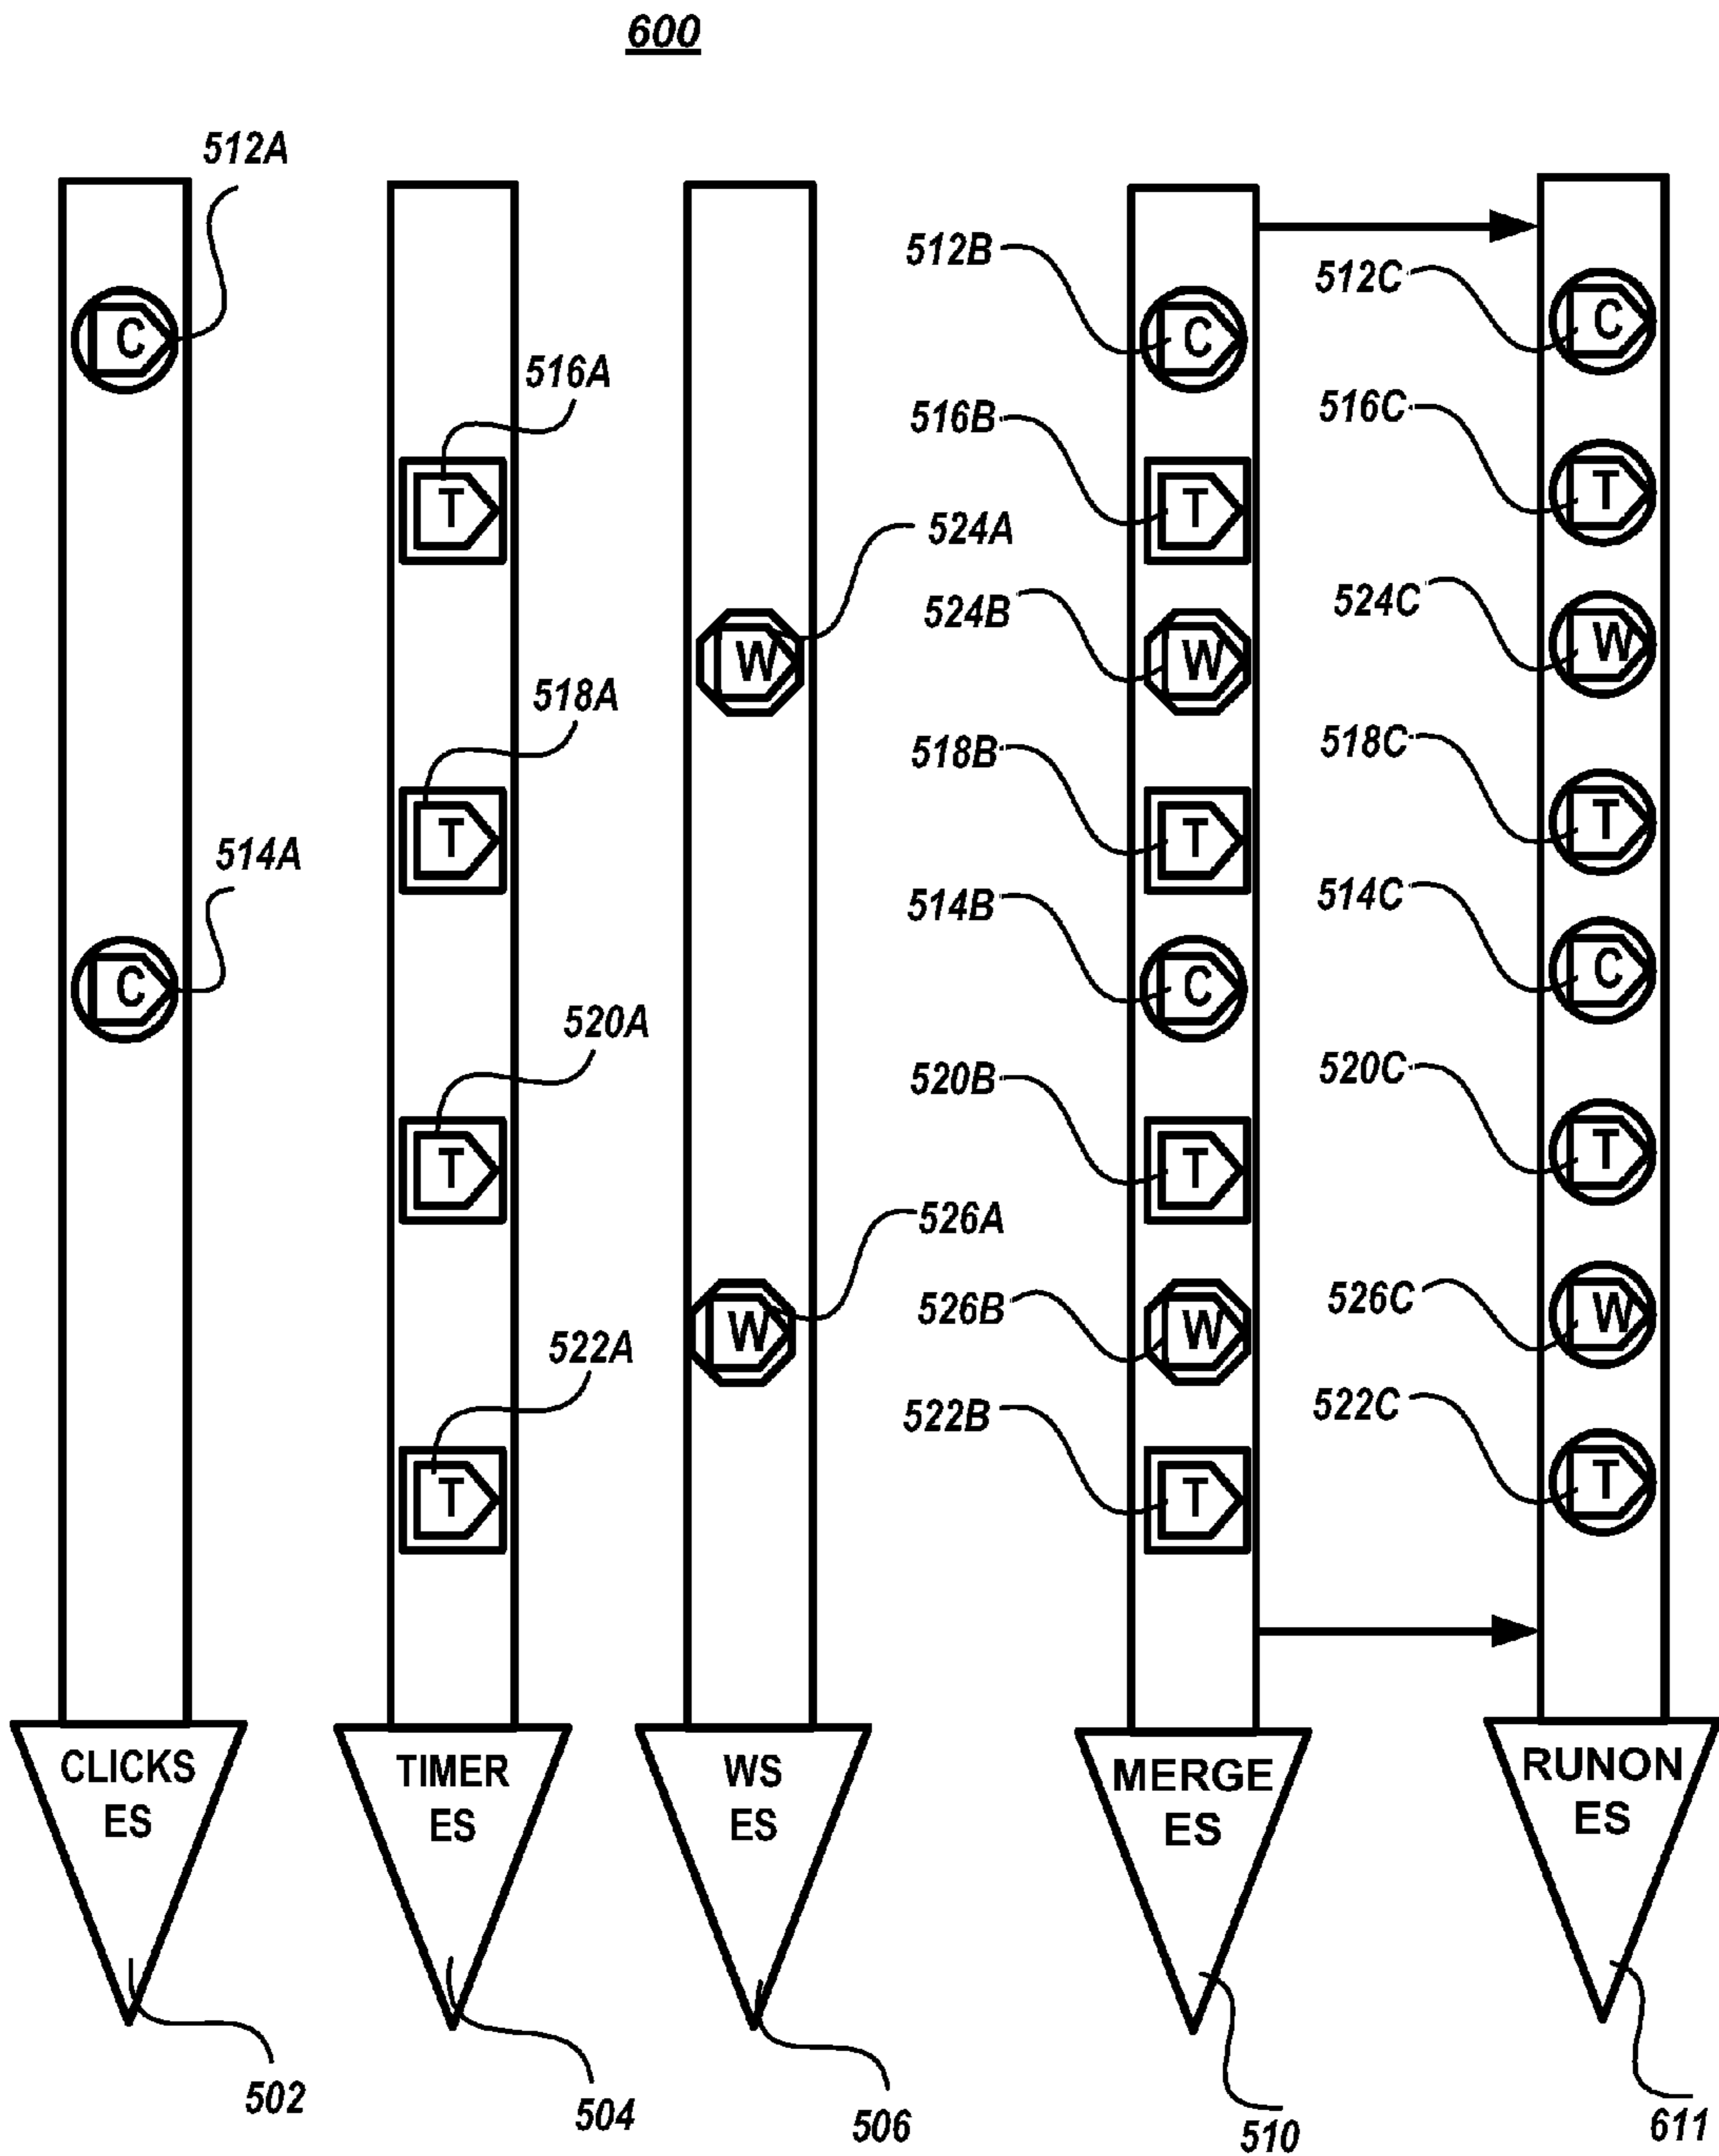 600
512A
C
514A
C
CLICKS
ES
502
516A
T
518A
T
520A
T
522A
T
TIMER
ES
504
524A
W
526A
W
WS
ES
506
512B
C
516B
T
524B
W
518B
T
514B
C
520B
T
526B
W
522B
T
MERGE
ES
510
512C
C
516C
T
524C
W
518C
T
514C
C
520C
T
526C
W
522C
T
RUNON
ES
611